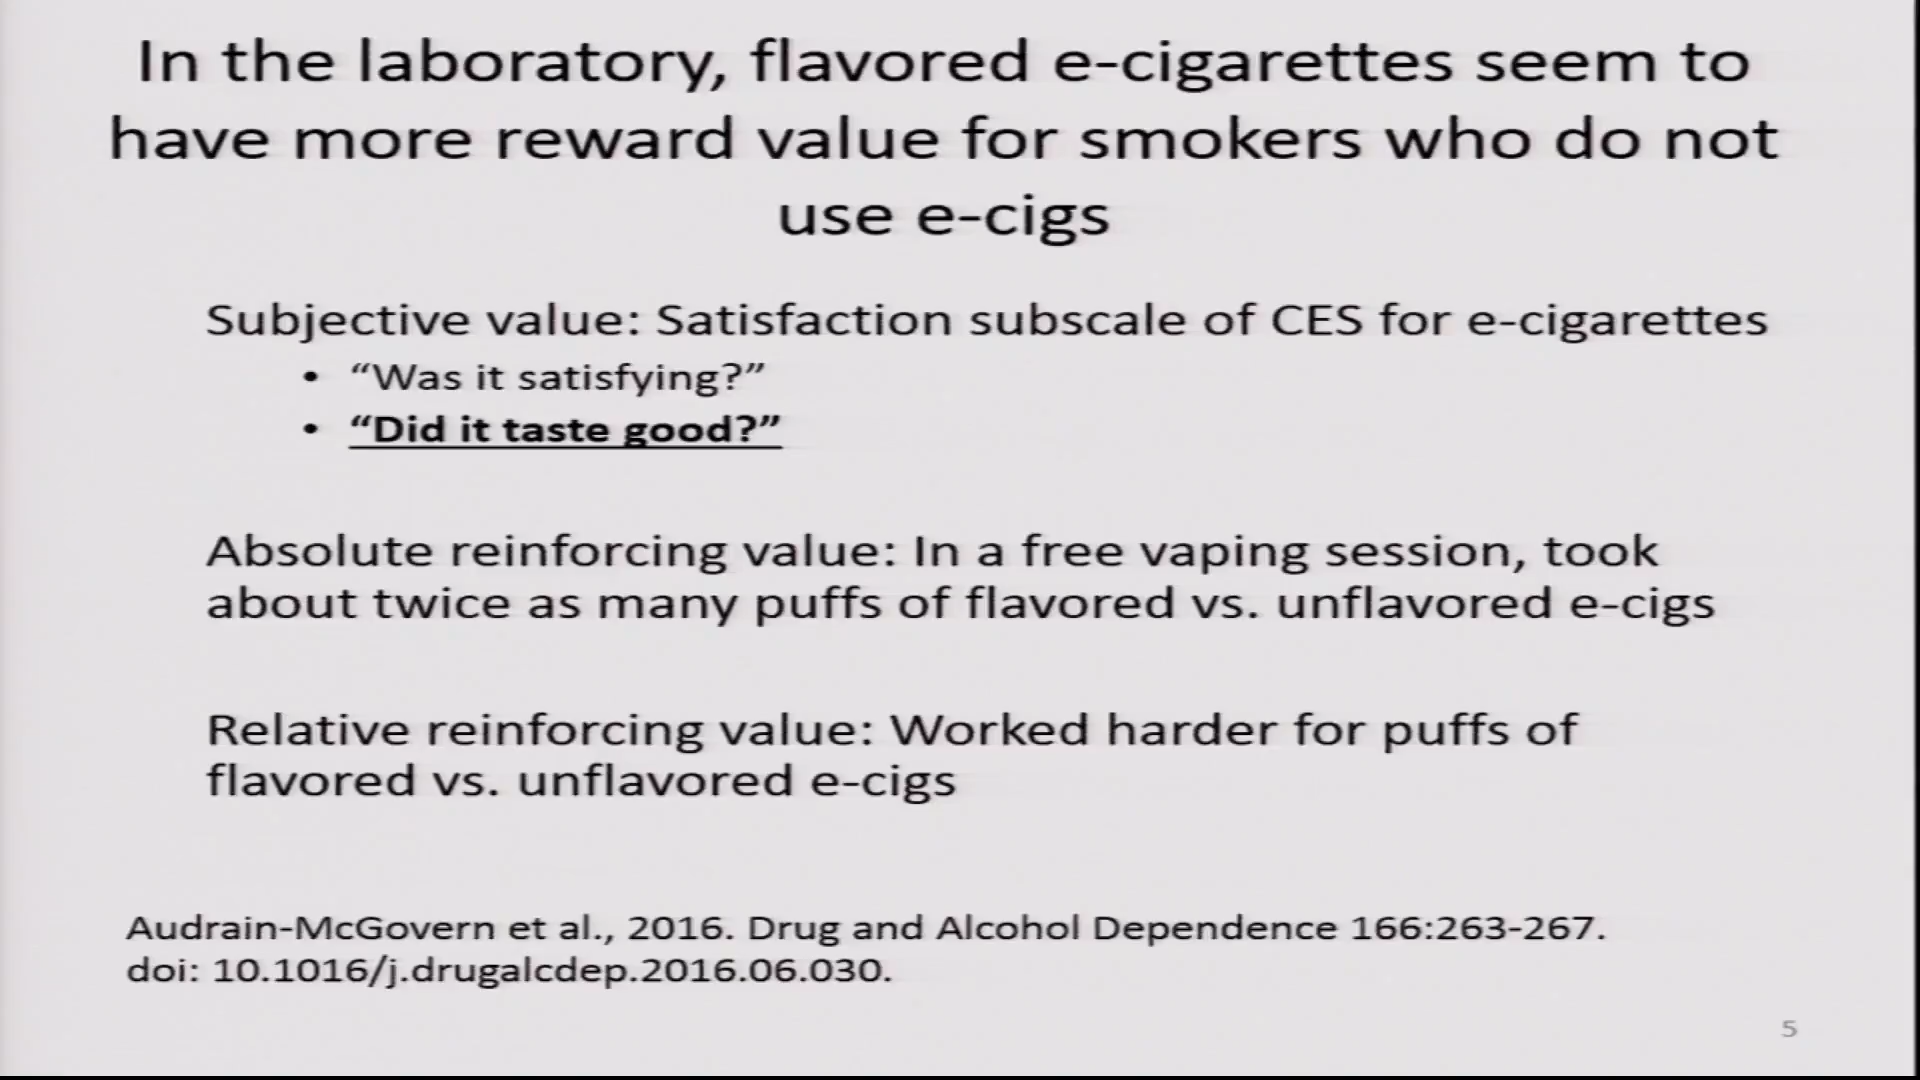 In the laboratory, flavored e-cigarettes seem to
have more reward value for smokers who do not
use e-cigs
Subjective value: Satisfaction subscale of CES for e-cigarettes
• “Was it satisfying?”
• “Did it taste good?”
Absolute reinforcing value: In a free vaping session, took
about twice as many puffs of flavored vs. unflavored e-cigs
Relative reinforcing value: Worked harder for puffs of
flavored vs. unflavored e-cigs
Audrain-McGovern et al., 2016. Drug and Alcohol Dependence 166:263-267.
doi: 10.1016/j.drugalcdep.2016.06.030.
5